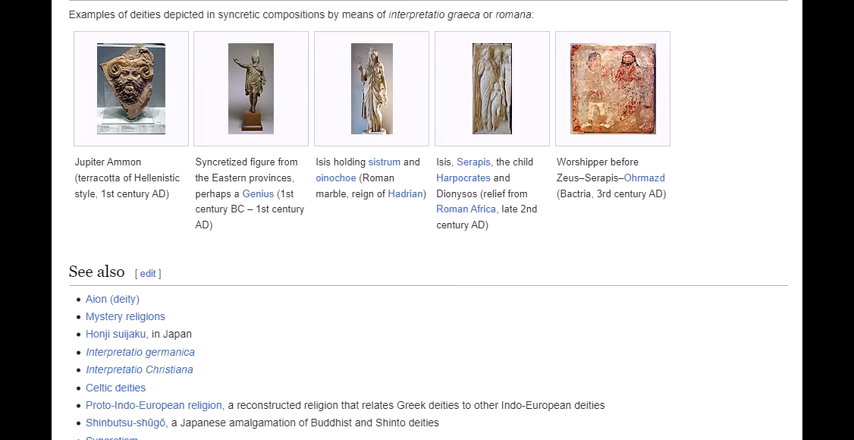 Examples of deities depicted in syncretic compositions by means of interpretatio graeca or romana:
Jupiter Ammon
(terracotta of Hellenistic
style, 1st century AD)
Syncretized figure from
the Eastern provinces,
perhaps a Genius (1st
century BC – 1st century
AD)
Isis holding sistrum and
oinochoe (Roman
marble, reign of Hadrian)
Isis, Serapis, the child
Harpocrates and
Dionysos (relief from
Roman Africa, late 2nd
century AD)
Worshipper before
Zeus–Serapis–Ohrmazd
(Bactria, 3rd century AD)
See also [ edit ]
• Aion (deity)
• Mystery religions
• Honji suijaku, in Japan
• Interpretatio germanica
• Interpretatio Christiana
• Celtic deities
• Proto-Indo-European religion, a reconstructed religion that relates Greek deities to other Indo-European deities
• Shinbutsu-shūgō, a Japanese amalgamation of Buddhist and Shinto deities